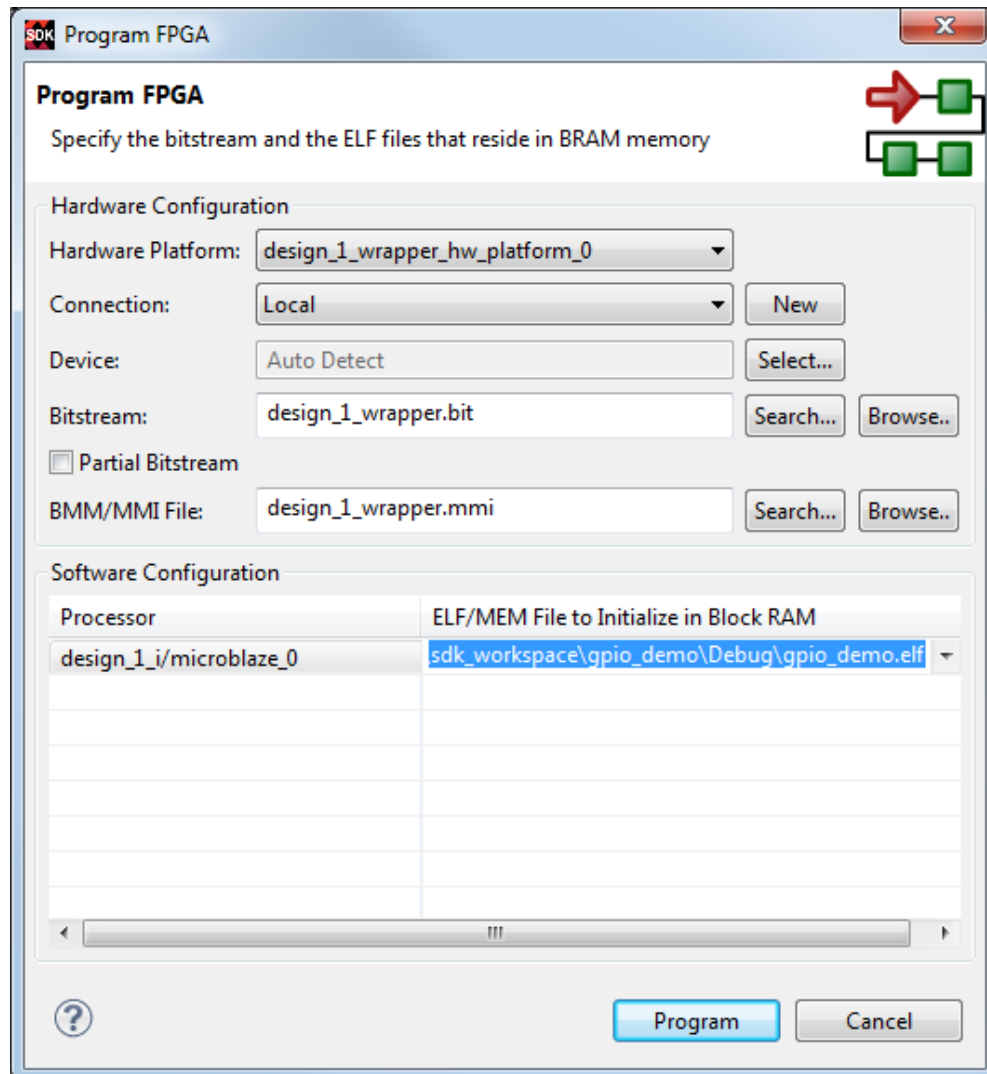 SDK Program FPGA
Program FPGA
Specify the bitstream and the ELF files that reside in BRAM memory
Hardware Configuration
Hardware Platform: design_1_wrapper_hw_platform_0
Connection: Local New
Device: Auto Detect Select...
Bitstream: design_1_wrapper.bit Search... Browse..
Partial Bitstream
BMM/MMI File: design_1_wrapper.mmi Search... Browse..
Software Configuration
Processor ELF/MEM File to Initialize in Block RAM
design_1_i/microblaze_0 sdk_workspace\gpio_demo\Debug\gpio_demo.elf
? Program Cancel